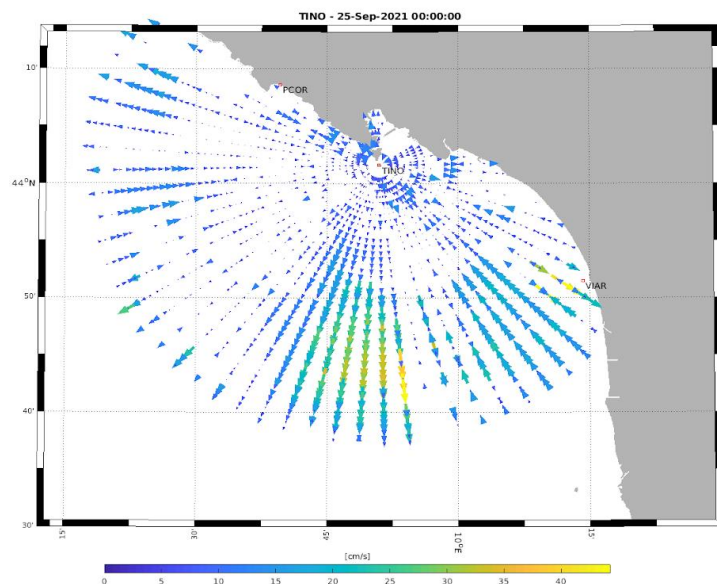 TINO - 25-Sep-2021 00:00:00
10'
PCOR
TINO
44°N
50'
VIAR
40'
30'
15'
30'
45'
10°E
15'
[cm/s]
0 5 10 15 20 25 30 35 40